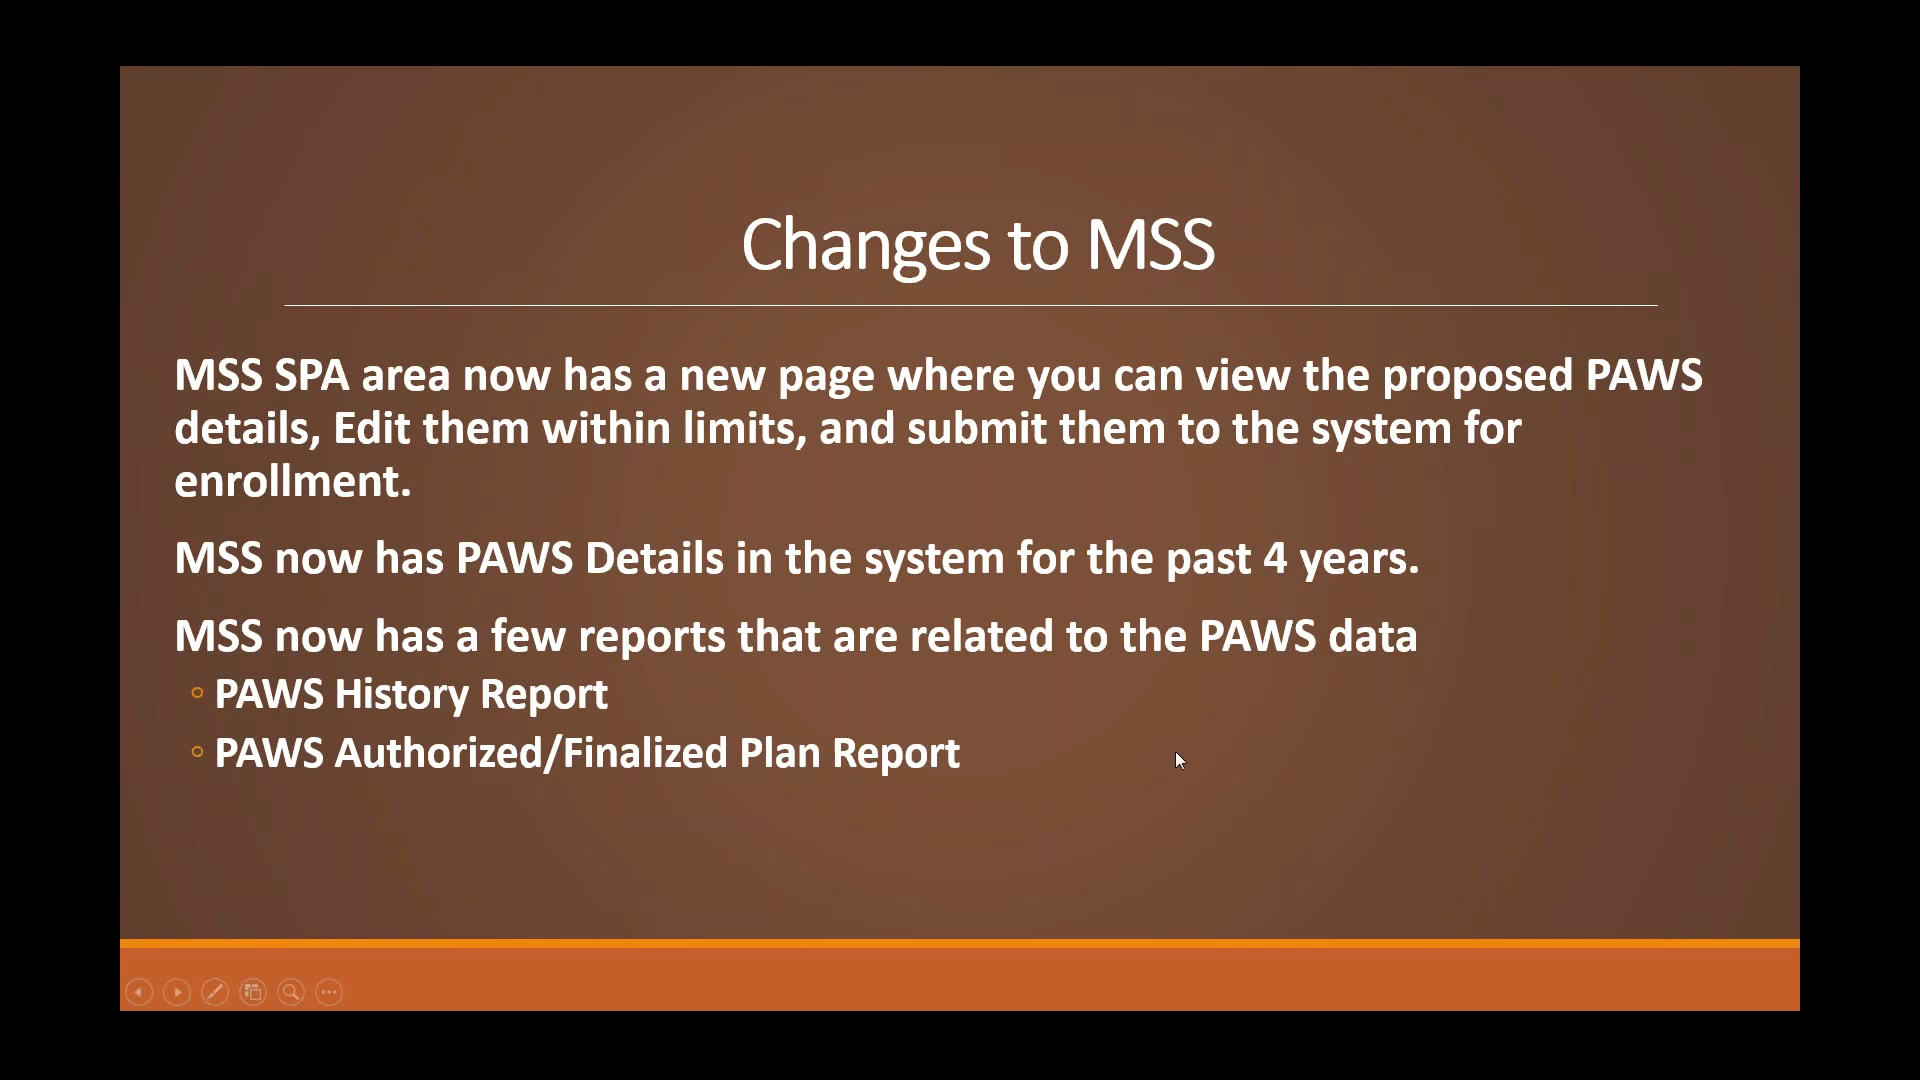 Changes to MSS
MSS SPA area now has a new page where you can view the proposed PAWS
details, Edit them within limits, and submit them to the system for
enrollment.
MSS now has PAWS Details in the system for the past 4 years.
MSS now has a few reports that are related to the PAWS data
PAWS History Report
PAWS Authorized/Finalized Plan Report